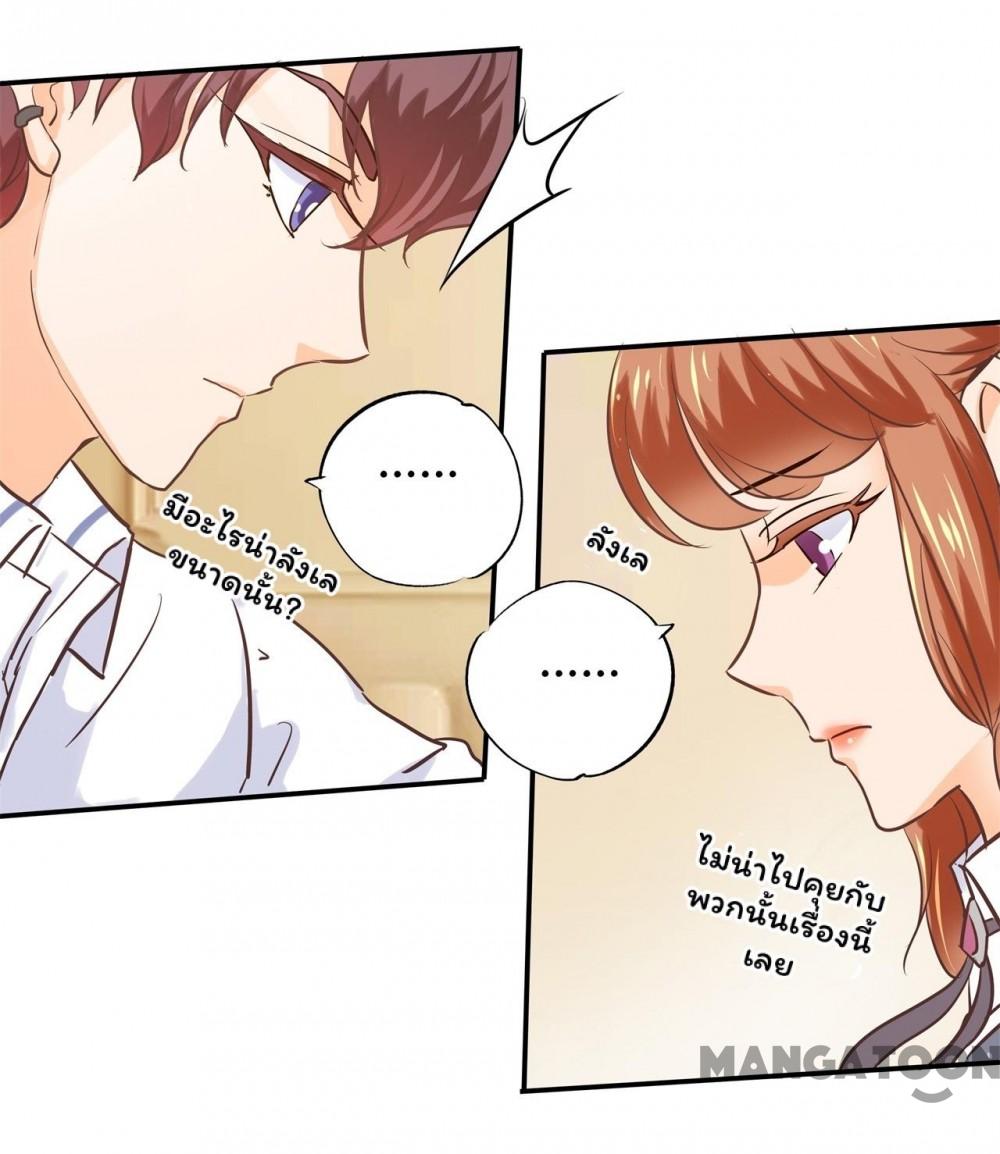 ......
มีอะไรน่าลังเล
ขนาดนั้น?
ลังเล
......
ไม่น่าไปคุยกับ
พวกนั้นเรื่องนี้
เลย
MANGATOON